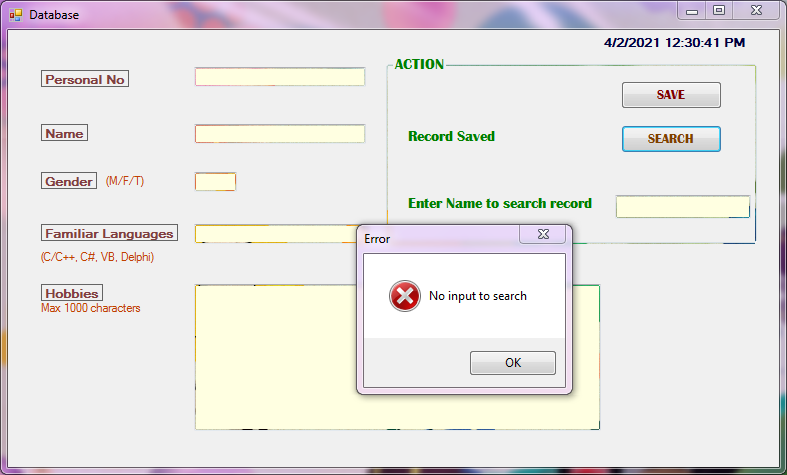 Database
4/2/2021 12:30:41 PM
ACTION
Personal No
SAVE
Name
Record Saved
SEARCH
Gender (M/F/T)
Enter Name to search record
Familiar Languages
(C/C++, C#, VB, Delphi)
Error
No input to search
OK
Hobbies
Max 1000 characters